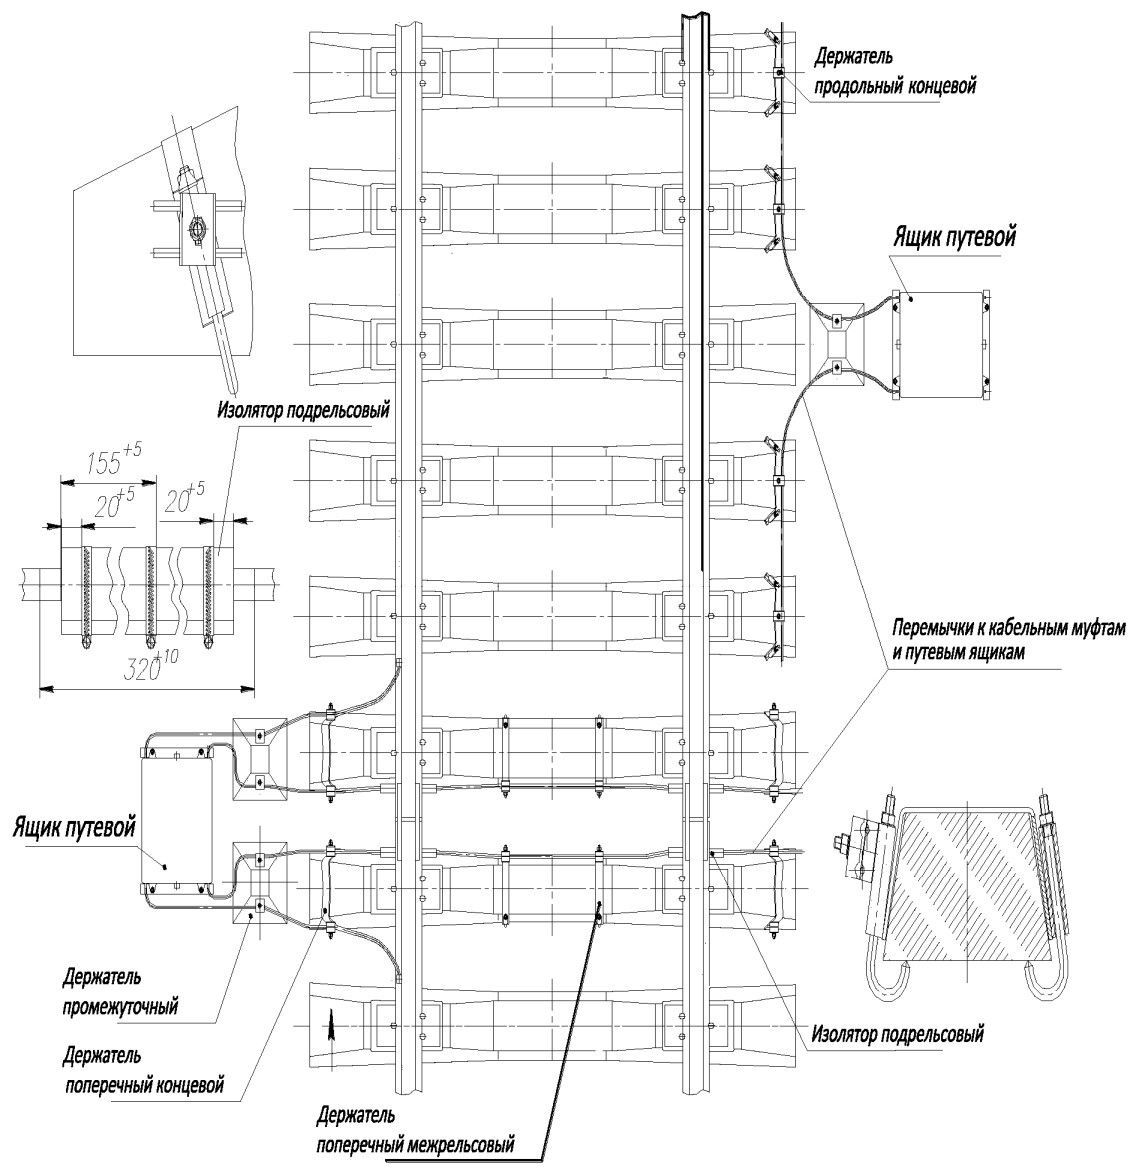 Держатель
продольный концевой
Ящик путевой
Изолятор подрельсовый
155+5
20+5
20+5
320+10
Перемычки к кабельным муфтам
и путевым ящикам
Ящик путевой
Держатель
промежуточный
Изолятор подрельсовый
Держатель
поперечный концевой
Держатель
поперечный межрельсовый